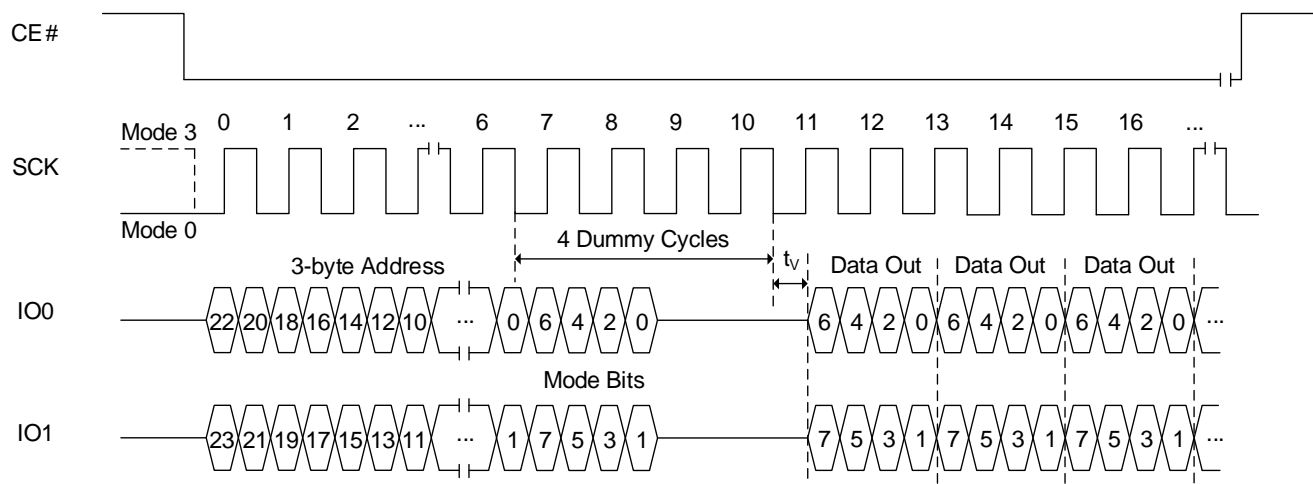 CE#
0 1 2 ... 6 7 8 9 10 11 12 13 14 15 16 ...
Mode 3
SCK
Mode 0
4 Dummy Cycles
3-byte Address
tV
Data Out Data Out Data Out
IO0 22 20 18 16 14 12 10 ... 0 6 4 2 0 6 4 2 0 6 4 2 0 6 4 2 0 ...
Mode Bits
IO1 23 21 19 17 15 13 11 ... 1 7 5 3 1 7 5 3 1 7 5 3 1 7 5 3 1 ...